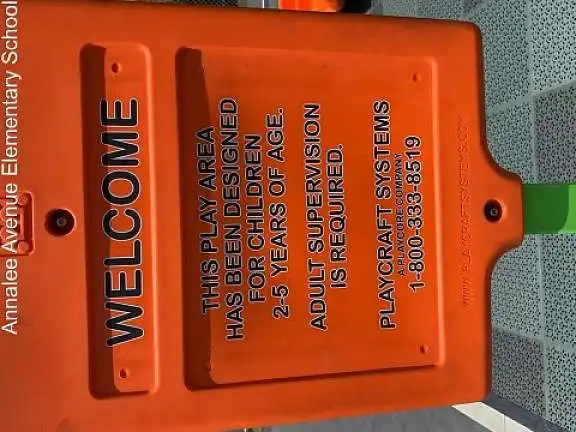 Annalee Avenue Elementary School
WELCOME
THIS PLAY AREA
HAS BEEN DESIGNED
FOR CHILDREN
2-5 YEARS OF AGE.
ADULT SUPERVISION
IS REQUIRED.
PLAYCRAFT SYSTEMS
A PLAYCORE COMPANY
1-800-333-8519
WWW.PLAYCRAFTSYSTEMS.COM